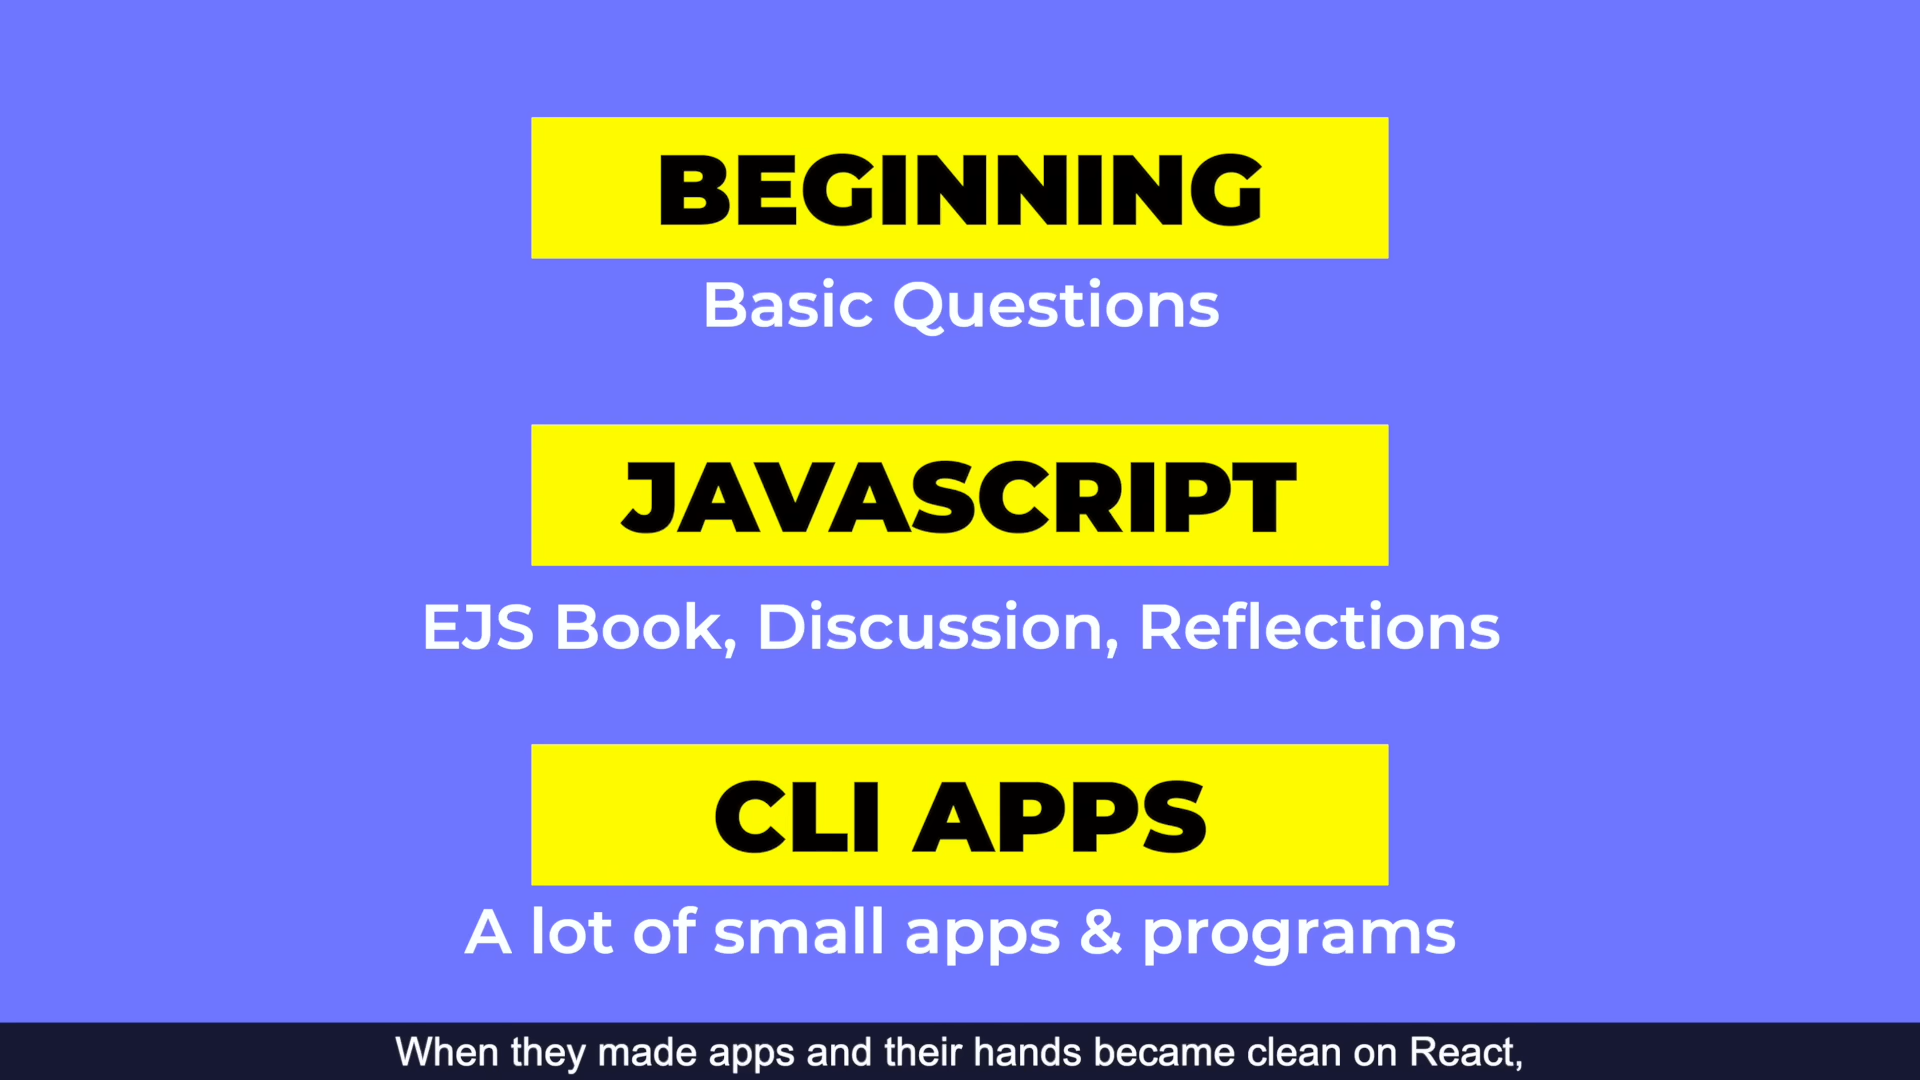 BEGINNING
Basic Questions
JAVASCRIPT
EJS Book, Discussion, Reflections
CLI APPS
A lot of small apps & programs
When they made apps and their hands became clean on React,